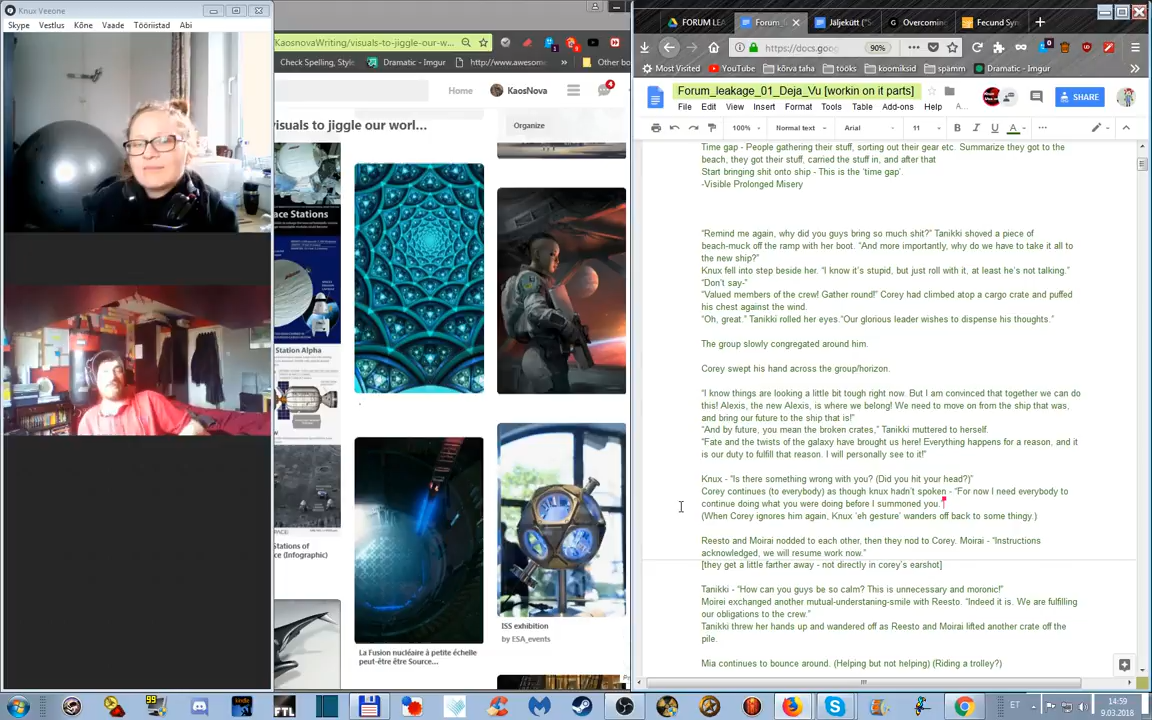 Knux Veeone
Skype Vestlus Kõne Vaade Tööriistad Abi
KaosnovaWriting/visuals-to-jiggle-our-w...
Check Spelling, Style
Dramatic - Imgur
http://www.awesome
Other bo
Home KaosNova
visuals to jiggle our worl...
Organize
ace Stations
Station Alpha
Stations of
ce (Infographic)
La Fusion nucléaire à petite échelle
peut-être être Source...
ISS exhibition
by ESA_events
FORUM LEA
Forum_
Jäljekütt ("S
Overcomin
Fecund Syn
https://docs.goog
90%
Most Visited YouTube kõrva taha tööks koomiksid spämm Dramatic - Imgur
Forum_leakage_01_Deja_Vu [workin on it parts]
File Edit View Insert Format Tools Table Add-ons Help
SHARE
100% Normal text Arial 11 B I U A
Time gap - People gathering their stuff, sorting out their gear etc. Summarize they got to the
beach, they got their stuff, carried the stuff in, and after that
Start bringing shit onto ship - This is the 'time gap'.
-Visible Prolonged Misery
“Remind me again, why did you guys bring so much shit?” Tanikki shoved a piece of
beach-muck off the ramp with her boot. “And more importantly, why do we have to take it all to
the new ship?”
Knux fell into step beside her. “I know it’s stupid, but just roll with it, at least he’s not talking.”
“Don’t say-”
“Valued members of the crew! Gather round!” Corey had climbed atop a cargo crate and puffed
his chest against the wind.
“Oh, great.” Tanikki rolled her eyes.“Our glorious leader wishes to dispense his thoughts.”
The group slowly congregated around him.
Corey swept his hand across the group/horizon.
“I know things are looking a little bit tough right now. But I am convinced that together we can do
this! Alexis, the new Alexis, is where we belong! We need to move on from the ship that was,
and bring our future to the ship that is!”
“And by future, you mean the broken crates,” Tanikki muttered to herself.
“Fate and the twists of the galaxy have brought us here! Everything happens for a reason, and it
is our duty to fulfill that reason. I will personally see to it!”
Knux - “Is there something wrong with you? (Did you hit your head?)”
Corey continues (to everybody) as though knux hadn’t spoken - “For now I need everybody to
continue doing what you were doing before I summoned you.”
(When Corey ignores him again, Knux ‘eh gesture’ wanders off back to some thingy.)
Reesto and Moirai nodded to each other, then they nod to Corey. Moirai - “Instructions
acknowledged, we will resume work now.”
[they get a little farther away - not directly in corey’s earshot]
Tanikki - “How can you guys be so calm? This is unnecessary and moronic!”
Moirei exchanged another mutual-understaning-smile with Reesto. “Indeed it is. We are fulfilling
our obligations to the crew.”
Tanikki threw her hands up and wandered off as Reesto and Moirai lifted another crate off the
pile.
Mia continues to bounce around. (Helping but not helping) (Riding a trolley?)
FTL
ET
14:59
9.03.2018